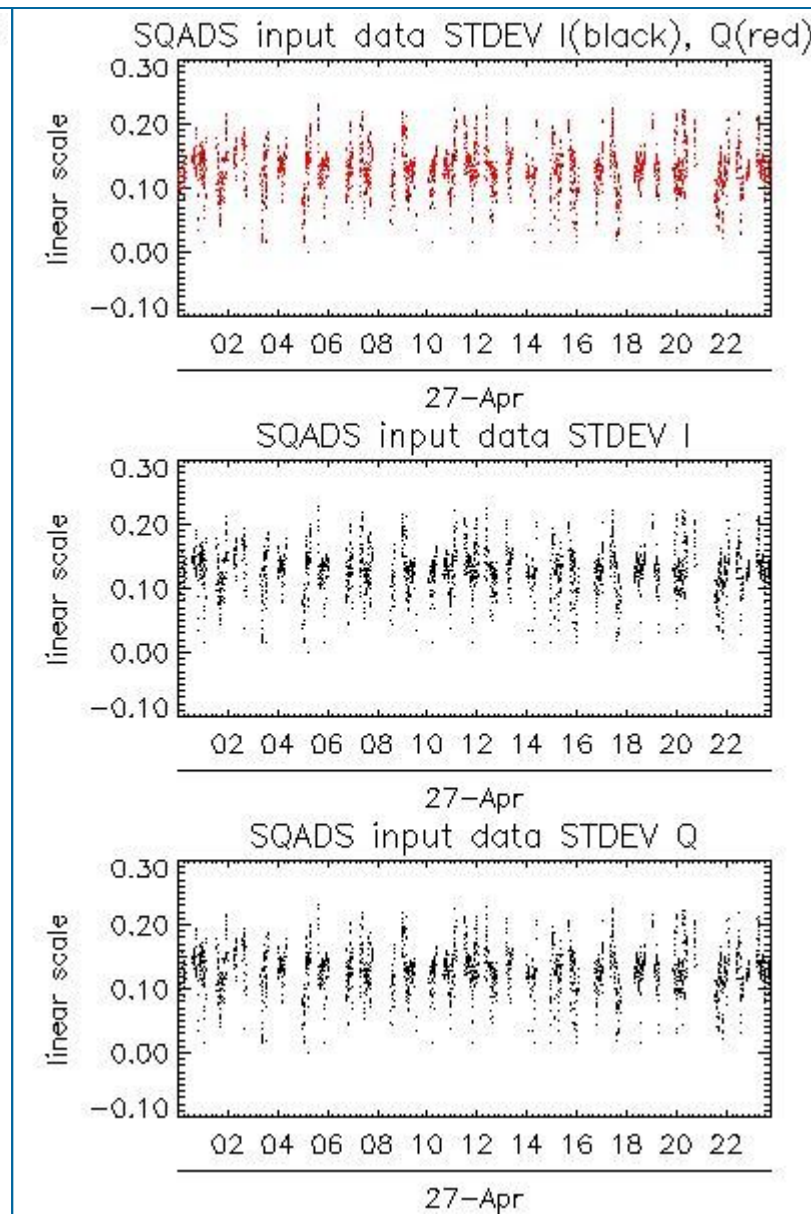 SQADS input data STDEV I(black), Q(red)
0.30
0.20
0.10
0.00
−0.10
linear scale
02 04 06 08 10 12 14 16 18 20 22
27−Apr
SQADS input data STDEV I
0.30
0.20
0.10
0.00
−0.10
linear scale
02 04 06 08 10 12 14 16 18 20 22
27−Apr
SQADS input data STDEV Q
0.30
0.20
0.10
0.00
−0.10
linear scale
02 04 06 08 10 12 14 16 18 20 22
27−Apr